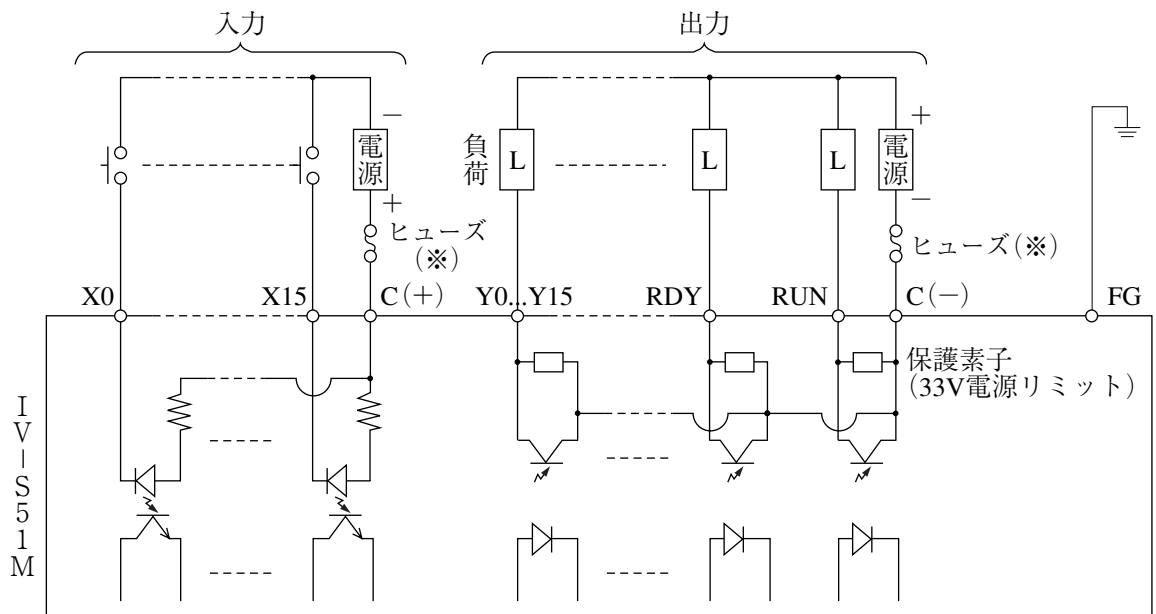 入力
出力
−
電源
+
ヒューズ
(※)
負荷
L
L
L
+
電源
−
ヒューズ(※)
X0
X15
C(+)
Y0...Y15
RDY
RUN
C(−)
FG
保護素子
(33V電源リミット)
IV-S51M